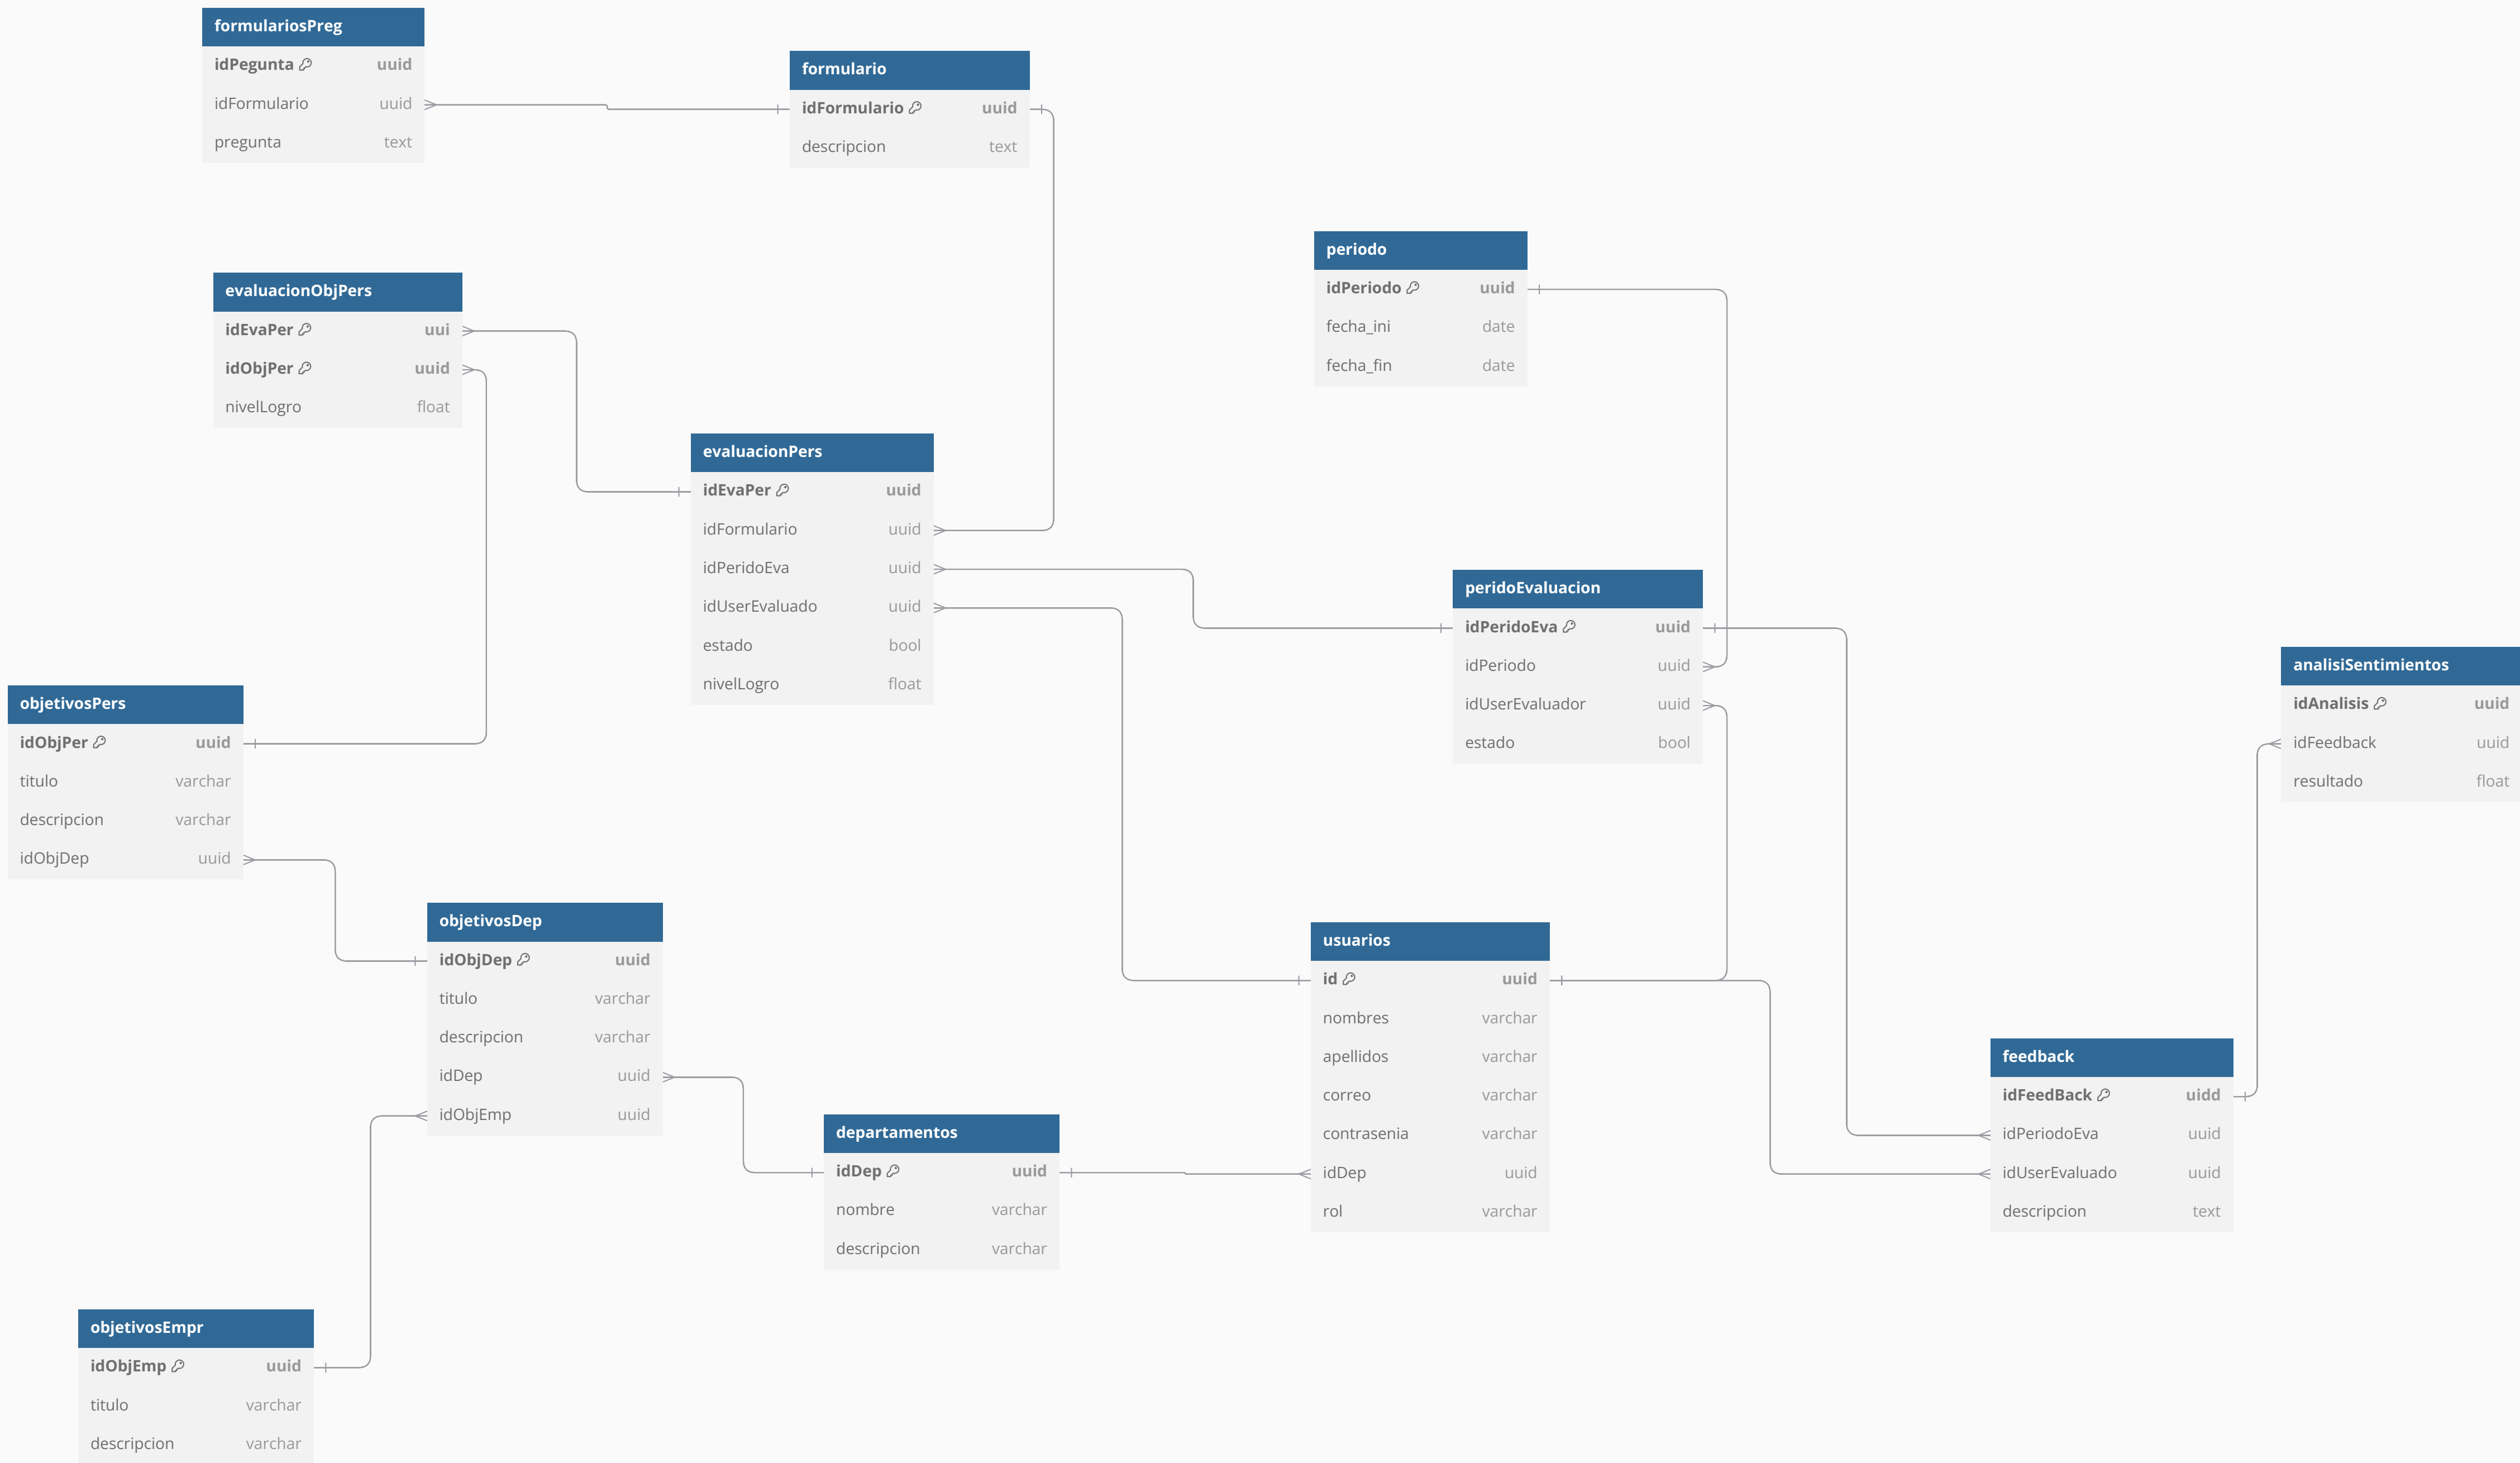 formulariosPreg
idPegunta uuid
idFormulario uuid
pregunta text
formulario
idFormulario uuid
descripcion text
periodo
idPeriodo uuid
fecha_ini date
fecha_fin date
evaluacionObjPers
idEvaPer uui
idObjPer uuid
nivelLogro float
evaluacionPers
idEvaPer uuid
idFormulario uuid
idPeridoEva uuid
idUserEvaluado uuid
estado bool
nivelLogro float
peridoEvaluacion
idPeridoEva uuid
idPeriodo uuid
idUserEvaluador uuid
estado bool
analisiSentimientos
idAnalisis uuid
idFeedback uuid
resultado float
objetivosPers
idObjPer uuid
titulo varchar
descripcion varchar
idObjDep uuid
objetivosDep
idObjDep uuid
titulo varchar
descripcion varchar
idDep uuid
idObjEmp uuid
usuarios
id uuid
nombres varchar
apellidos varchar
correo varchar
contrasenia varchar
idDep uuid
rol varchar
feedback
idFeedBack uidd
idPeriodoEva uuid
idUserEvaluado uuid
descripcion text
departamentos
idDep uuid
nombre varchar
descripcion varchar
objetivosEmpr
idObjEmp uuid
titulo varchar
descripcion varchar